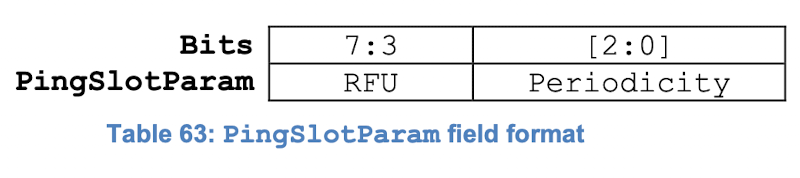 Bits 7:3 [2:0]
PingSlotParam RFU Periodicity
Table 63: PingSlotParam field format